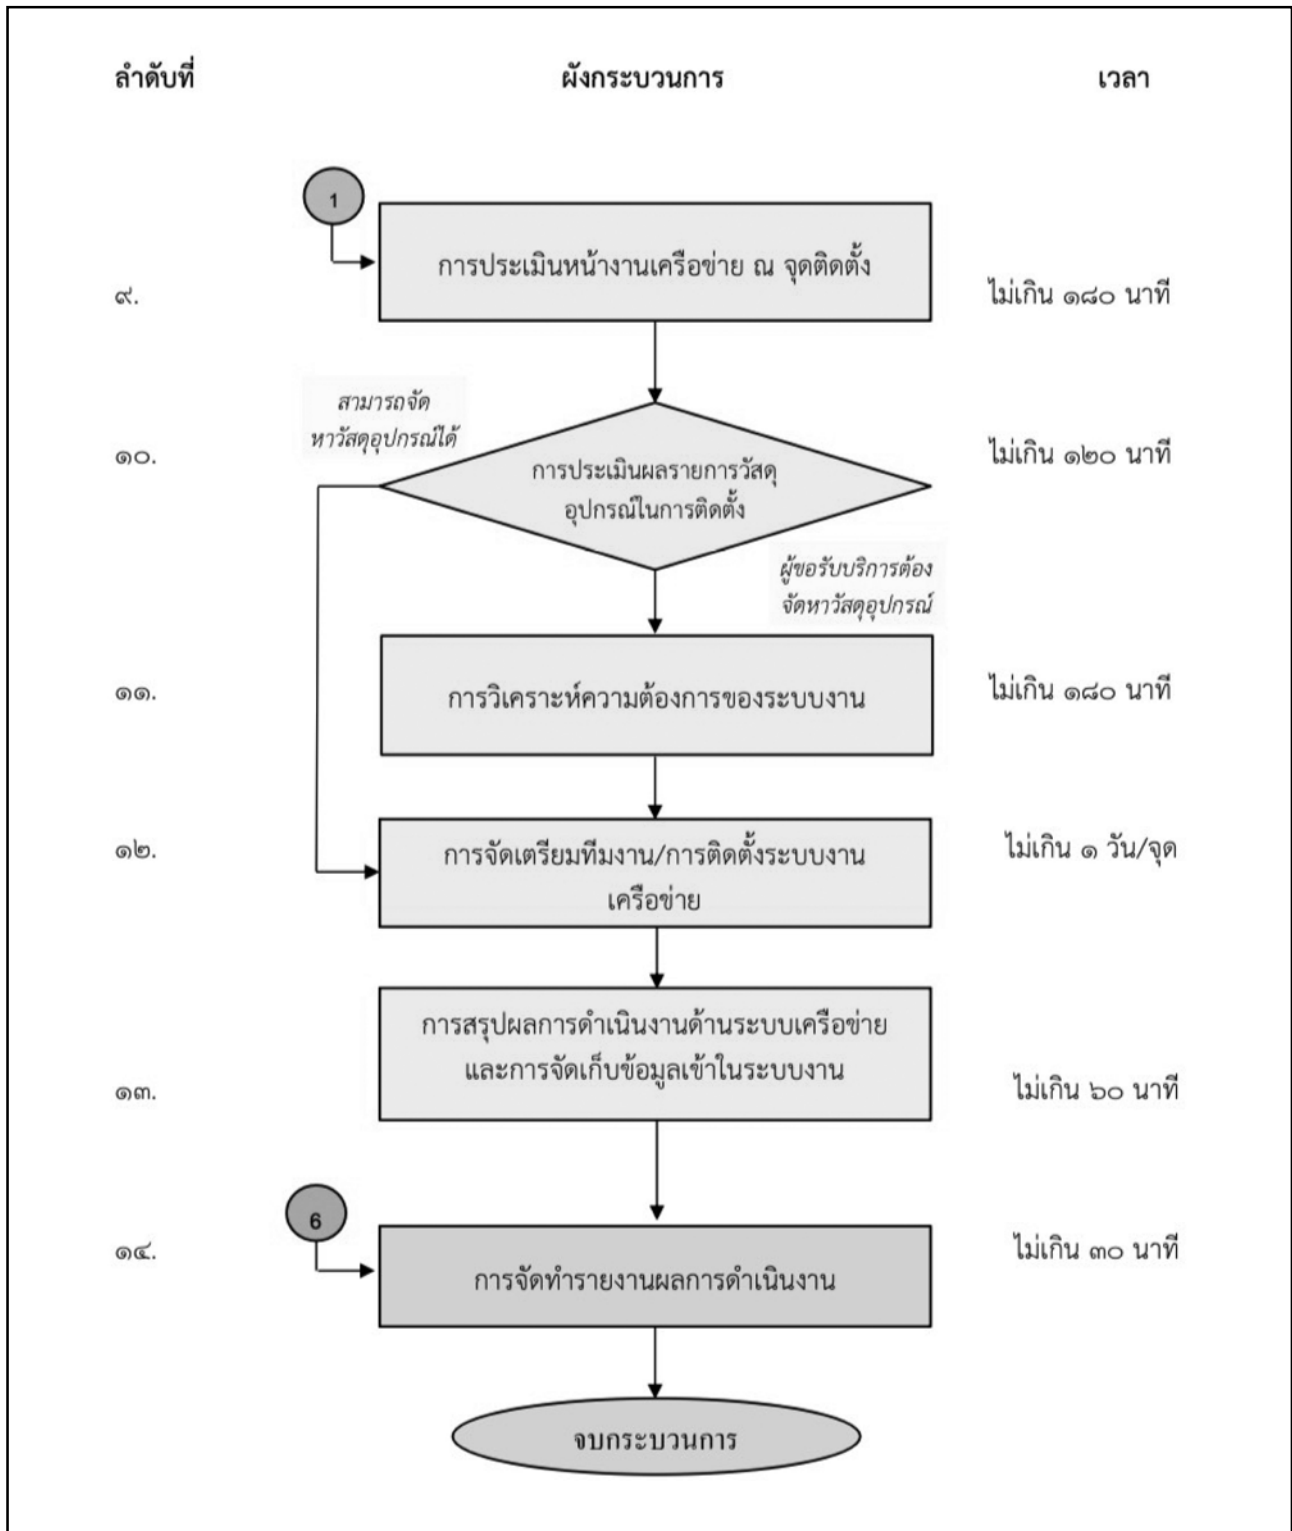 ลำดับที่ ผังกระบวนการ เวลา
1
การประเมินหน้างานเครือข่าย ณ จุดติดตั้ง
๙. ไม่เกิน ๑๘๐ นาที
สามารถจัด
หาวัสดุอุปกรณ์ได้
๑๐. ไม่เกิน ๑๒๐ นาที
การประเมินผลรายการวัสดุ
อุปกรณ์ในการติดตั้ง
ผู้ขอรับบริการต้อง
จัดหาวัสดุอุปกรณ์
๑๑. การวิเคราะห์ความต้องการของระบบงาน ไม่เกิน ๑๘๐ นาที
๑๒. การจัดเตรียมทีมงาน/การติดตั้งระบบงาน ไม่เกิน ๑ วัน/จุด
เครือข่าย
การสรุปผลการดำเนินงานด้านระบบเครือข่าย
และการจัดเก็บข้อมูลเข้าในระบบงาน
๑๓. ไม่เกิน ๖๐ นาที
6
๑๔. ไม่เกิน ๓๐ นาที
การจัดทำรายงานผลการดำเนินงาน
จบกระบวนการ